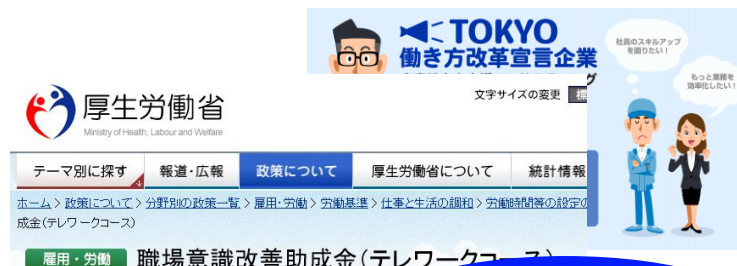 TOKYO
働き方改革宣言企業
社員のスキルアップ
を図りたい！
もっと業務を
効率化したい！
厚生労働省
Ministry of Health, Labour and Welfare
文字サイズの変更
テーマ別に探す 報道・広報 政策について 厚生労働省について 統計情報
ホーム > 政策について > 分野別の政策一覧 > 雇用・労働 > 労働基準 > 仕事と生活の調和 > 労働時間等の設定の
成金(テレワークコース)
雇用・労働 職場意識改善助成金(テレワークコース)